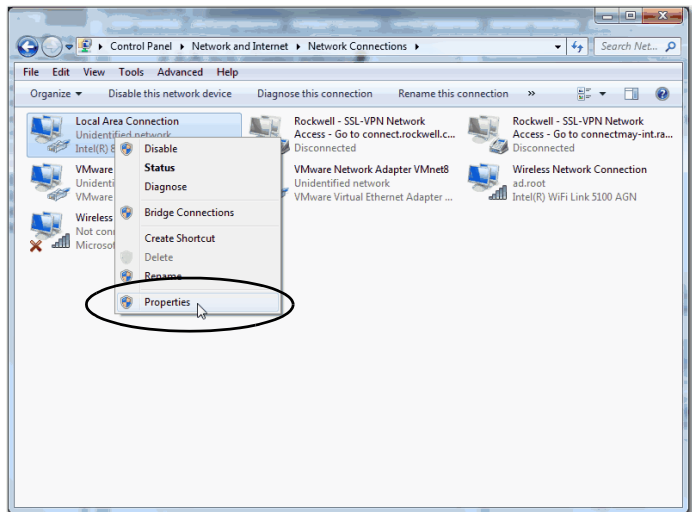 Control Panel ▸ Network and Internet ▸ Network Connections ▸
Search Net...
File Edit View Tools Advanced Help
Organize Disable this network device Diagnose this connection Rename this connection »
Local Area Connection
Unidentified network
Intel(R) 8
Rockwell - SSL-VPN Network
Access - Go to connect.rockwell.c...
Disconnected
Rockwell - SSL-VPN Network
Access - Go to connectmay-int.ra...
Disconnected
VMware
Unidenti
VMware
VMware Network Adapter VMnet8
Unidentified network
VMware Virtual Ethernet Adapter ...
Wireless Network Connection
ad.root
Intel(R) WiFi Link 5100 AGN
Wireless
Not conn
Microsof
Disable
Status
Diagnose
Bridge Connections
Create Shortcut
Delete
Rename
Properties